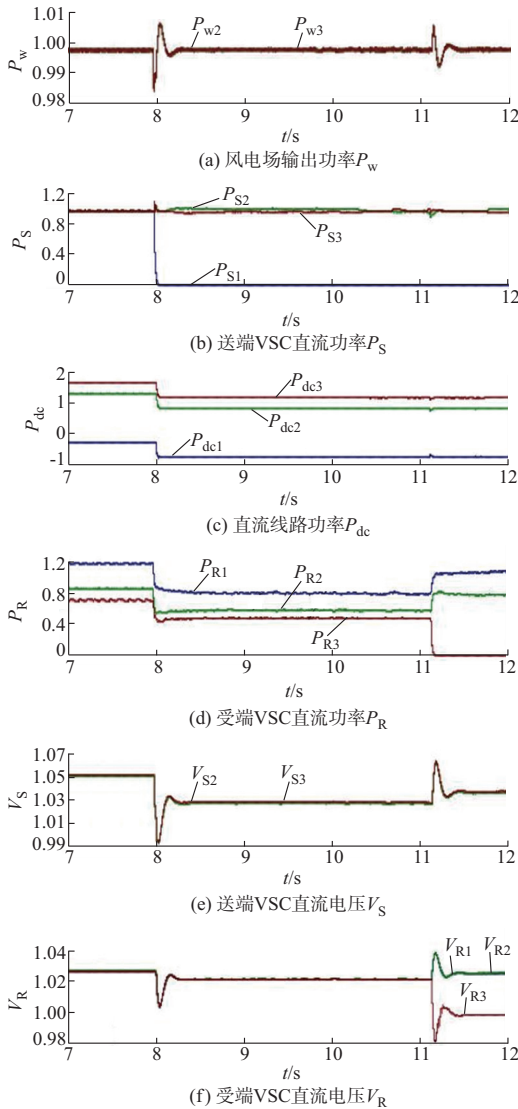 1.01
1.00
0.99
0.98
P_w
P_w2
P_w3
7 8 9 10 11 12
t/s
(a) 风电场输出功率P_w
1.2
0.8
0.4
0
P_S
P_S2
P_S3
P_S1
7 8 9 10 11 12
t/s
(b) 送端VSC直流功率P_S
2
1
0
-1
P_dc
P_dc3
P_dc2
P_dc1
7 8 9 10 11 12
t/s
(c) 直流线路功率P_dc
1.2
0.8
0.4
0
P_R
P_R1
P_R2
P_R3
7 8 9 10 11 12
t/s
(d) 受端VSC直流功率P_R
1.07
1.05
1.03
1.01
0.99
V_S
V_S2
V_S3
7 8 9 10 11 12
t/s
(e) 送端VSC直流电压V_S
1.04
1.02
1.00
0.98
V_R
V_R1
V_R2
V_R3
7 8 9 10 11 12
t/s
(f) 受端VSC直流电压V_R